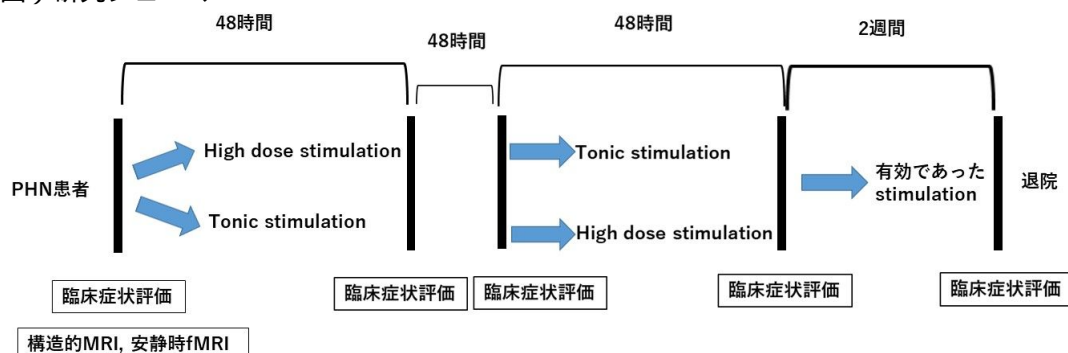 48時間
48時間
48時間
2週間
PHN患者
High dose stimulation
Tonic stimulation
Tonic stimulation
High dose stimulation
有効であった
stimulation
退院
臨床症状評価
臨床症状評価
臨床症状評価
臨床症状評価
臨床症状評価
構造的MRI, 安静時fMRI